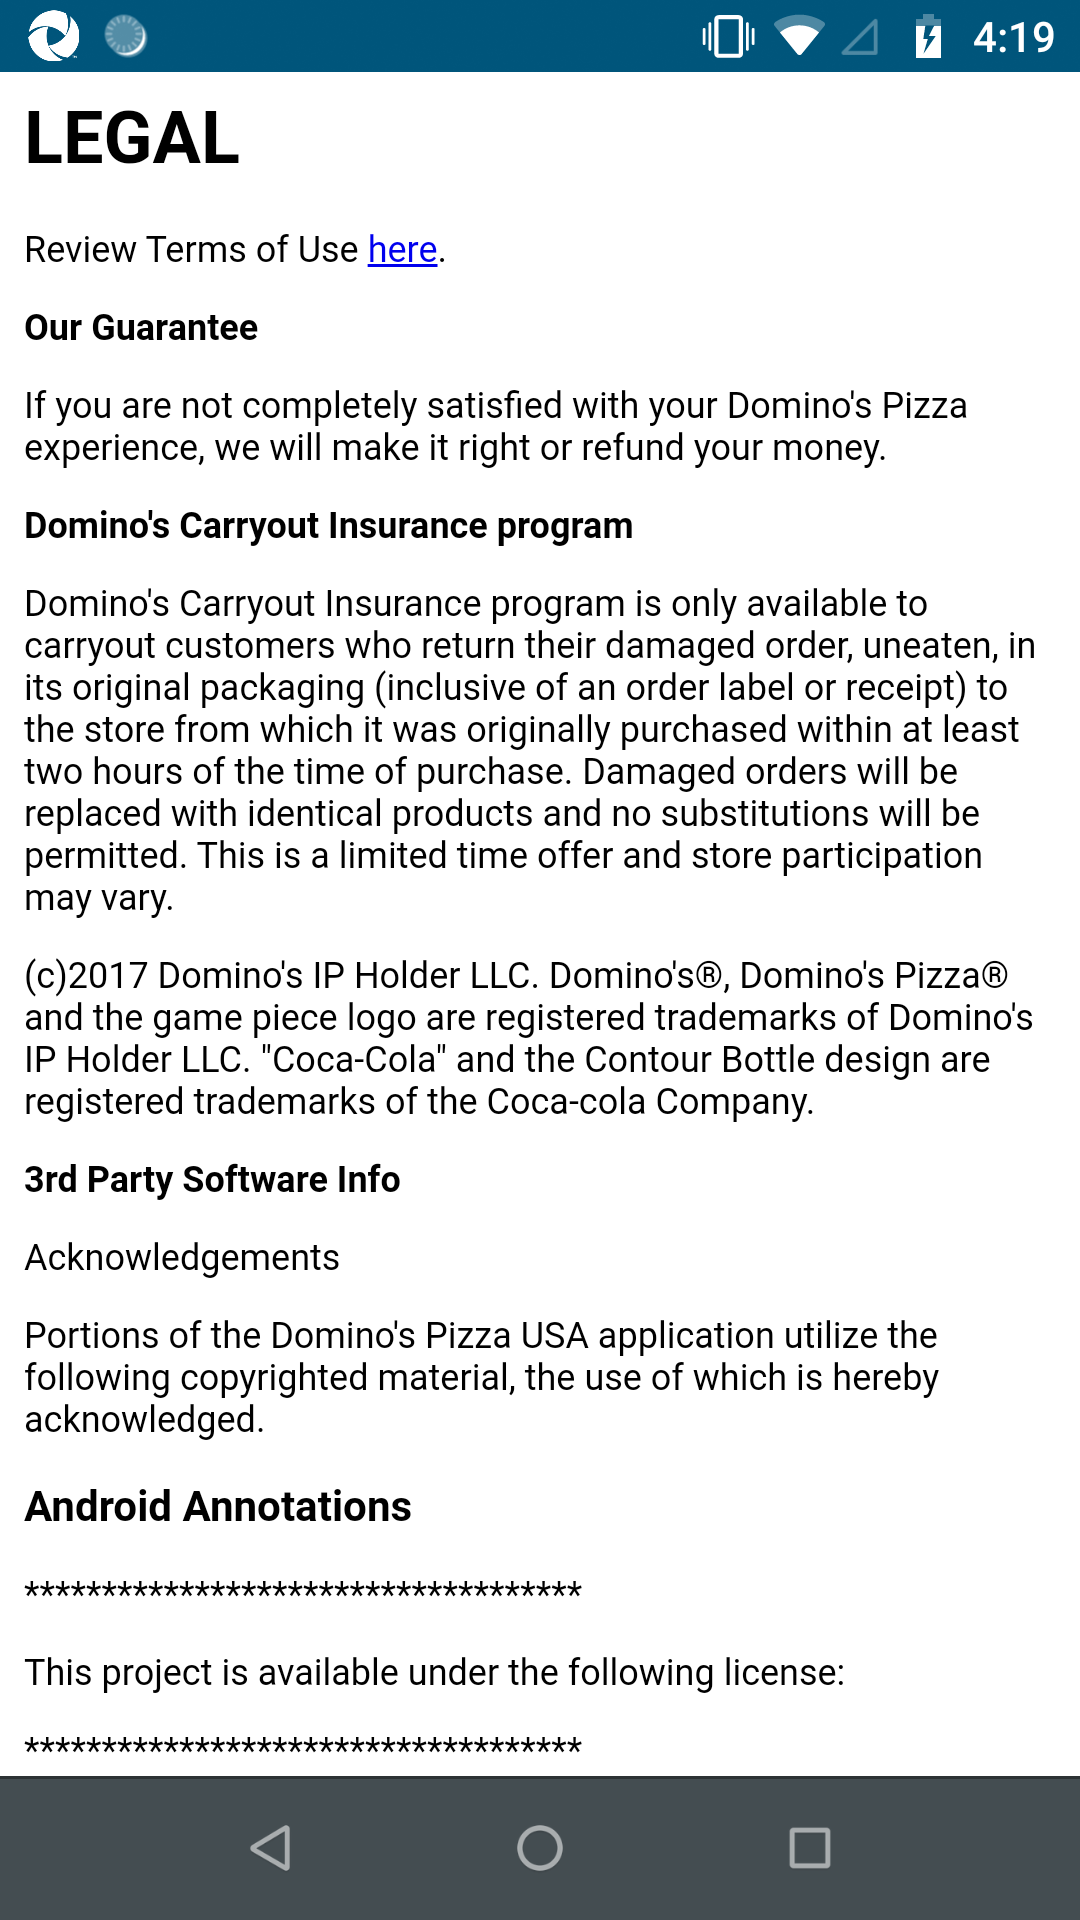 4:19
LEGAL
Review Terms of Use here.
Our Guarantee
If you are not completely satisfied with your Domino's Pizza
experience, we will make it right or refund your money.
Domino's Carryout Insurance program
Domino's Carryout Insurance program is only available to
carryout customers who return their damaged order, uneaten, in
its original packaging (inclusive of an order label or receipt) to
the store from which it was originally purchased within at least
two hours of the time of purchase. Damaged orders will be
replaced with identical products and no substitutions will be
permitted. This is a limited time offer and store participation
may vary.
(c)2017 Domino's IP Holder LLC. Domino's®, Domino's Pizza®
and the game piece logo are registered trademarks of Domino's
IP Holder LLC. "Coca-Cola" and the Contour Bottle design are
registered trademarks of the Coca-cola Company.
3rd Party Software Info
Acknowledgements
Portions of the Domino's Pizza USA application utilize the
following copyrighted material, the use of which is hereby
acknowledged.
Android Annotations
************************************
This project is available under the following license:
************************************